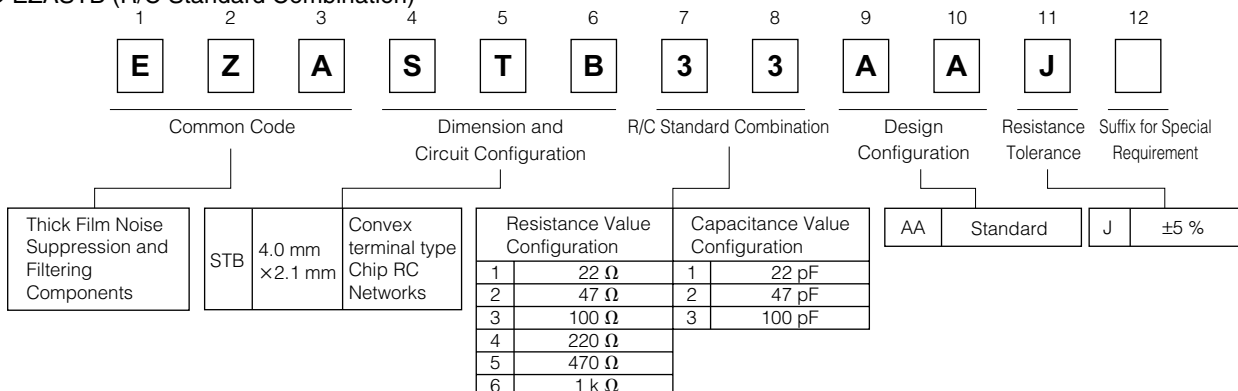 EZASTB (R/C Standard Combination)
1 2 3 4 5 6 7 8 9 10 11 12
E Z A S T B 3 3 A A J
Common Code
Dimension and
Circuit Configuration
R/C Standard Combination
Design
Configuration
Resistance
Tolerance
Suffix for Special
Requirement
Thick Film Noise
Suppression and
Filtering
Components
STB
4.0 mm
×2.1 mm
Convex
terminal type
Chip RC
Networks
Resistance Value
Configuration
1 22 Ω
2 47 Ω
3 100 Ω
4 220 Ω
5 470 Ω
6 1 k Ω
Capacitance Value
Configuration
1 22 pF
2 47 pF
3 100 pF
AA Standard
J ±5 %